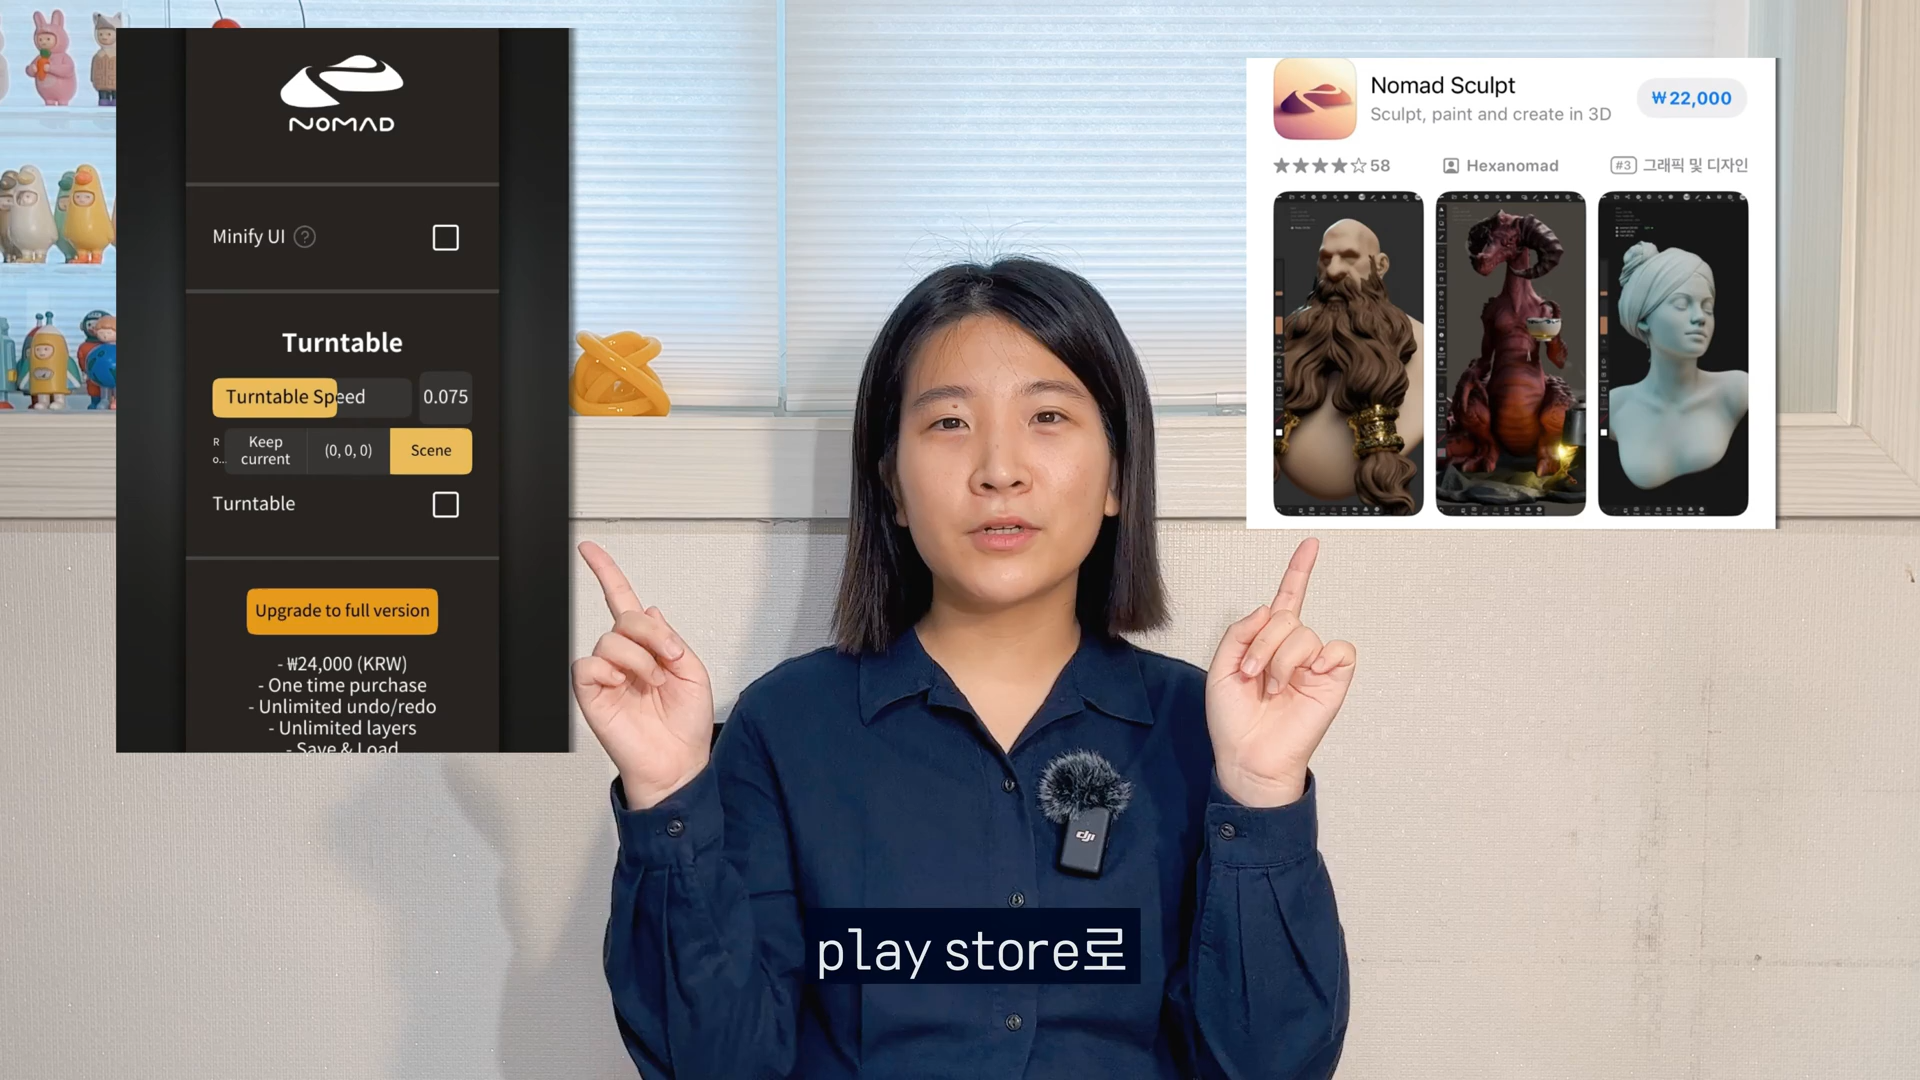 NOMAD
Minify UI ?
Turntable
Turntable Speed 0.075
R
o...
Keep
current
(0, 0, 0)
Scene
Turntable
Upgrade to full version
- ₩24,000 (KRW)
- One time purchase
- Unlimited undo/redo
- Unlimited layers
- Save & Load
Nomad Sculpt
Sculpt, paint and create in 3D
₩22,000
★★★★☆ 58
Hexanomad
#3 그래픽 및 디자인
dji
play store로